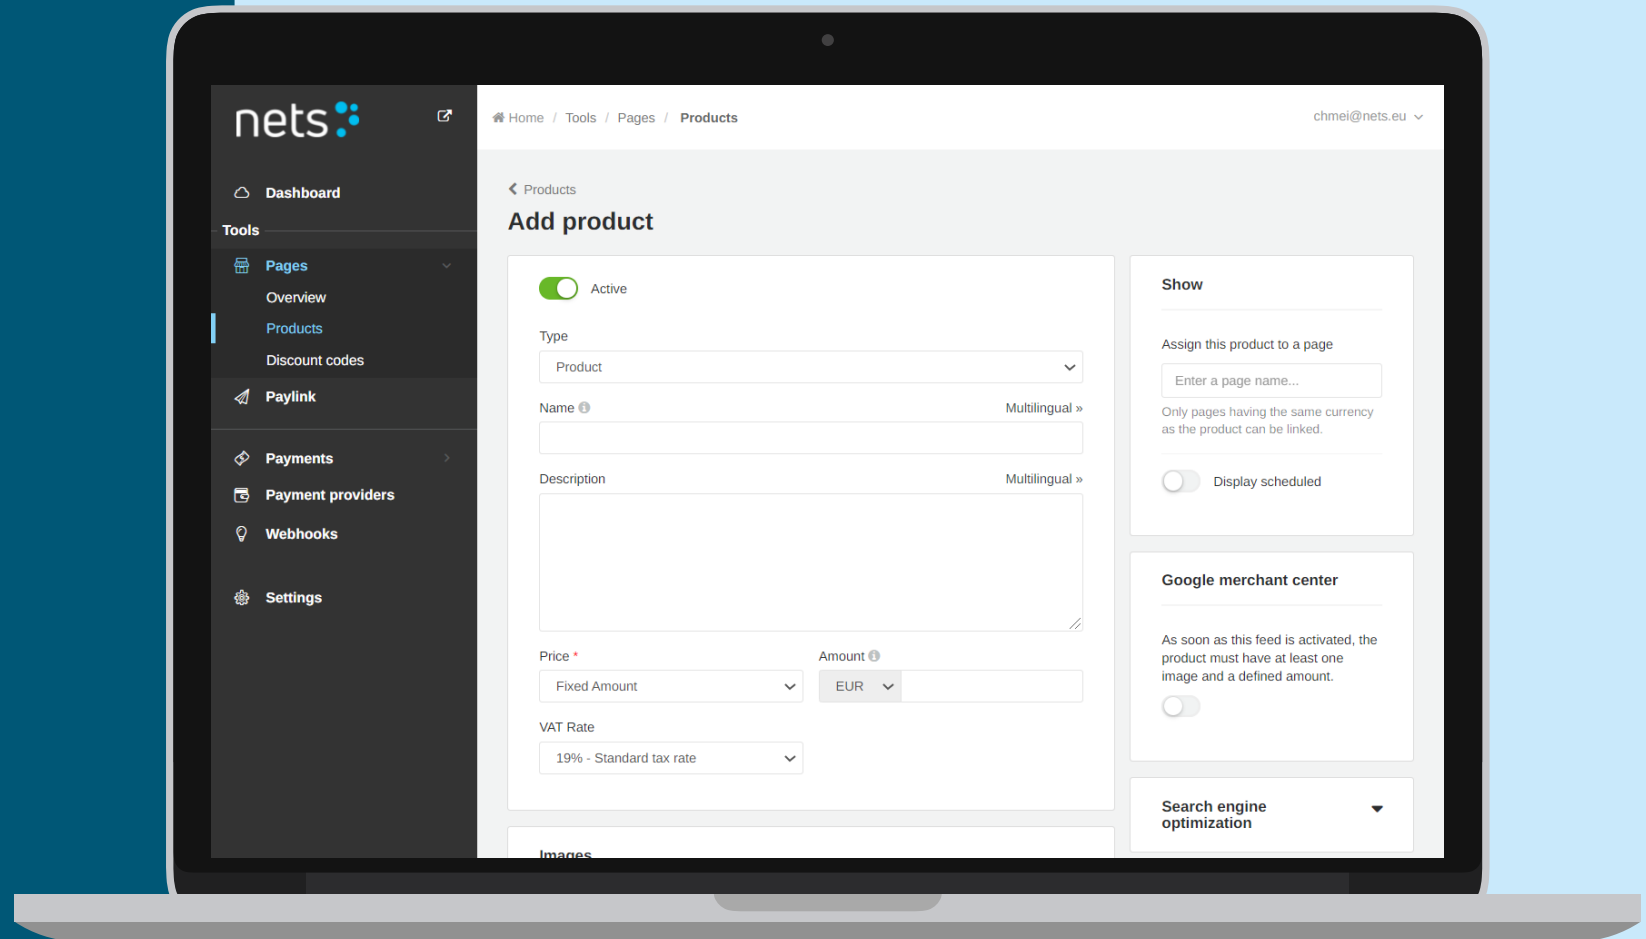 nets
Dashboard
Tools
Pages
Overview
Products
Discount codes
Paylink
Payments
Payment providers
Webhooks
Settings
Home / Tools / Pages / Products
chmei@nets.eu
Products
Add product
Active
Type
Product
Name
Multilingual »
Description
Multilingual »
Price *
Amount
Fixed Amount
EUR
VAT Rate
19% - Standard tax rate
Images
Show
Assign this product to a page
Enter a page name...
Only pages having the same currency
as the product can be linked.
Display scheduled
Google merchant center
As soon as this feed is activated, the
product must have at least one
image and a defined amount.
Search engine
optimization